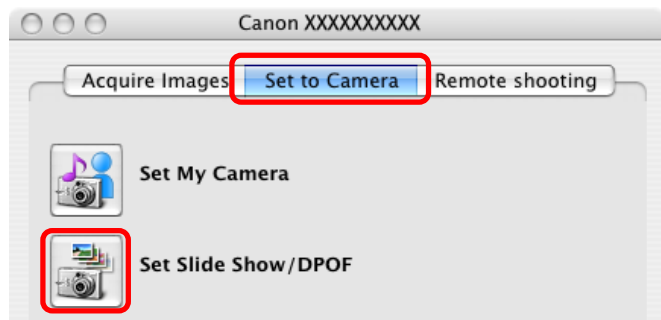 Canon XXXXXXXXXX
Acquire Images Set to Camera Remote shooting
Set My Camera
Set Slide Show/DPOF